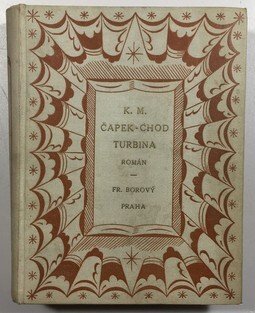 K. M.
ČAPEK-CHOD
TURBINA
ROMÁN
—
FR. BOROVÝ
PRAHA